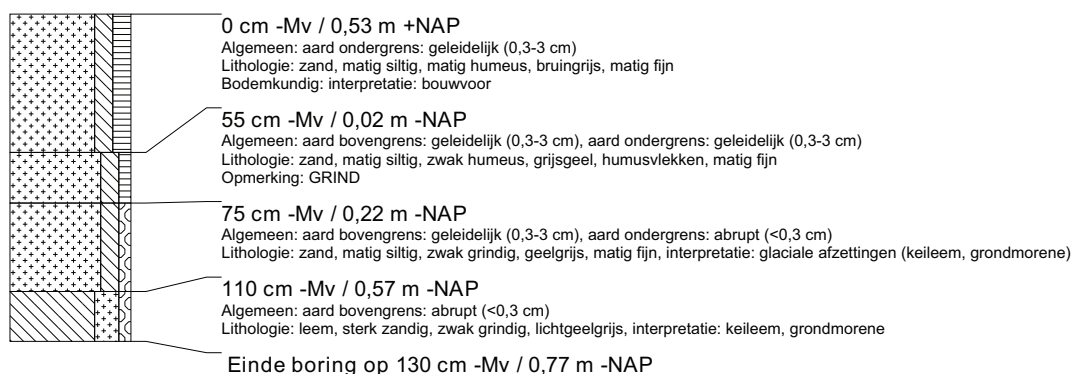 0 cm -Mv / 0,53 m +NAP
Algemeen: aard ondergrens: geleidelijk (0,3-3 cm)
Lithologie: zand, matig siltig, matig humeus, bruingrijs, matig fijn
Bodemkundig: interpretatie: bouwvoor
55 cm -Mv / 0,02 m -NAP
Algemeen: aard bovengrens: geleidelijk (0,3-3 cm), aard ondergrens: geleidelijk (0,3-3 cm)
Lithologie: zand, matig siltig, zwak humeus, grijsgeel, humusvlekken, matig fijn
Opmerking: GRIND
75 cm -Mv / 0,22 m -NAP
Algemeen: aard bovengrens: geleidelijk (0,3-3 cm), aard ondergrens: abrupt (<0,3 cm)
Lithologie: zand, matig siltig, zwak grindig, geelgrijs, matig fijn, interpretatie: glaciale afzettingen (keileem, grondmorene)
110 cm -Mv / 0,57 m -NAP
Algemeen: aard bovengrens: abrupt (<0,3 cm)
Lithologie: leem, sterk zandig, zwak grindig, lichtgeelgrijs, interpretatie: keileem, grondmorene
Einde boring op 130 cm -Mv / 0,77 m -NAP